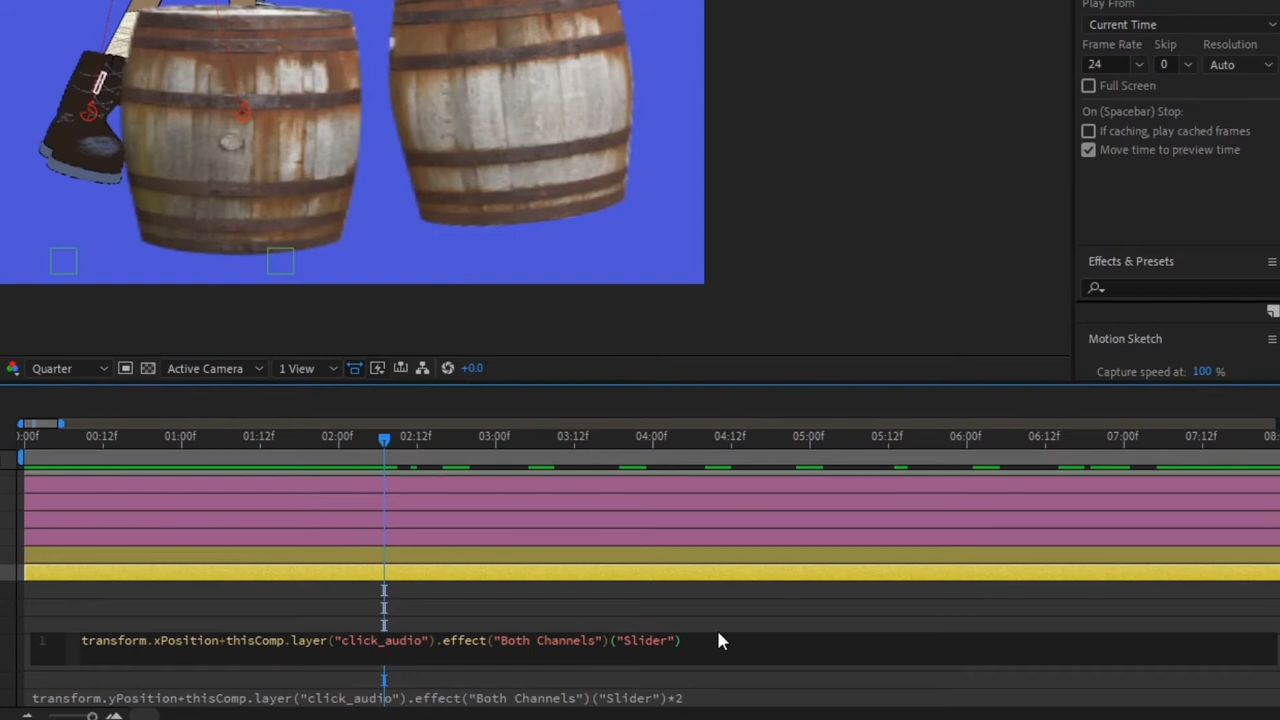 Play From
Current Time
Frame Rate Skip Resolution
24 0 Auto
Full Screen
On (Spacebar) Stop:
If caching, play cached frames
Move time to preview time
Effects & Presets
Motion Sketch
Capture speed at: 100 %
Quarter Active Camera 1 View +0.0
:00f 00:12f 01:00f 01:12f 02:00f 02:12f 03:00f 03:12f 04:00f 04:12f 05:00f 05:12f 06:00f 06:12f 07:00f 07:12f 08:
1 transform.xPosition+thisComp.layer("click_audio").effect("Both Channels")("Slider")
transform.yPosition+thisComp.layer("click_audio").effect("Both Channels")("Slider")*2